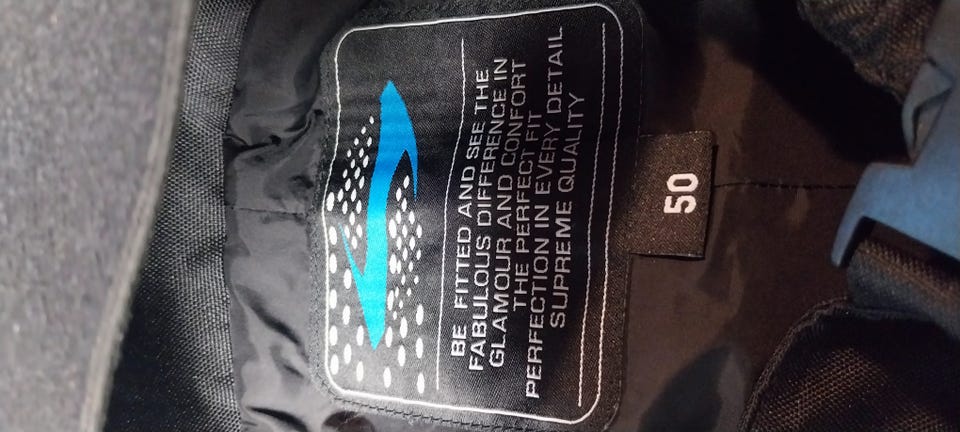 BE FITTED AND SEE THE
FABULOUS DIFFERENCE IN
GLAMOUR AND CONFORT
THE PERFECT FIT
PERFECTION IN EVERY DETAIL
SUPREME QUALITY
50